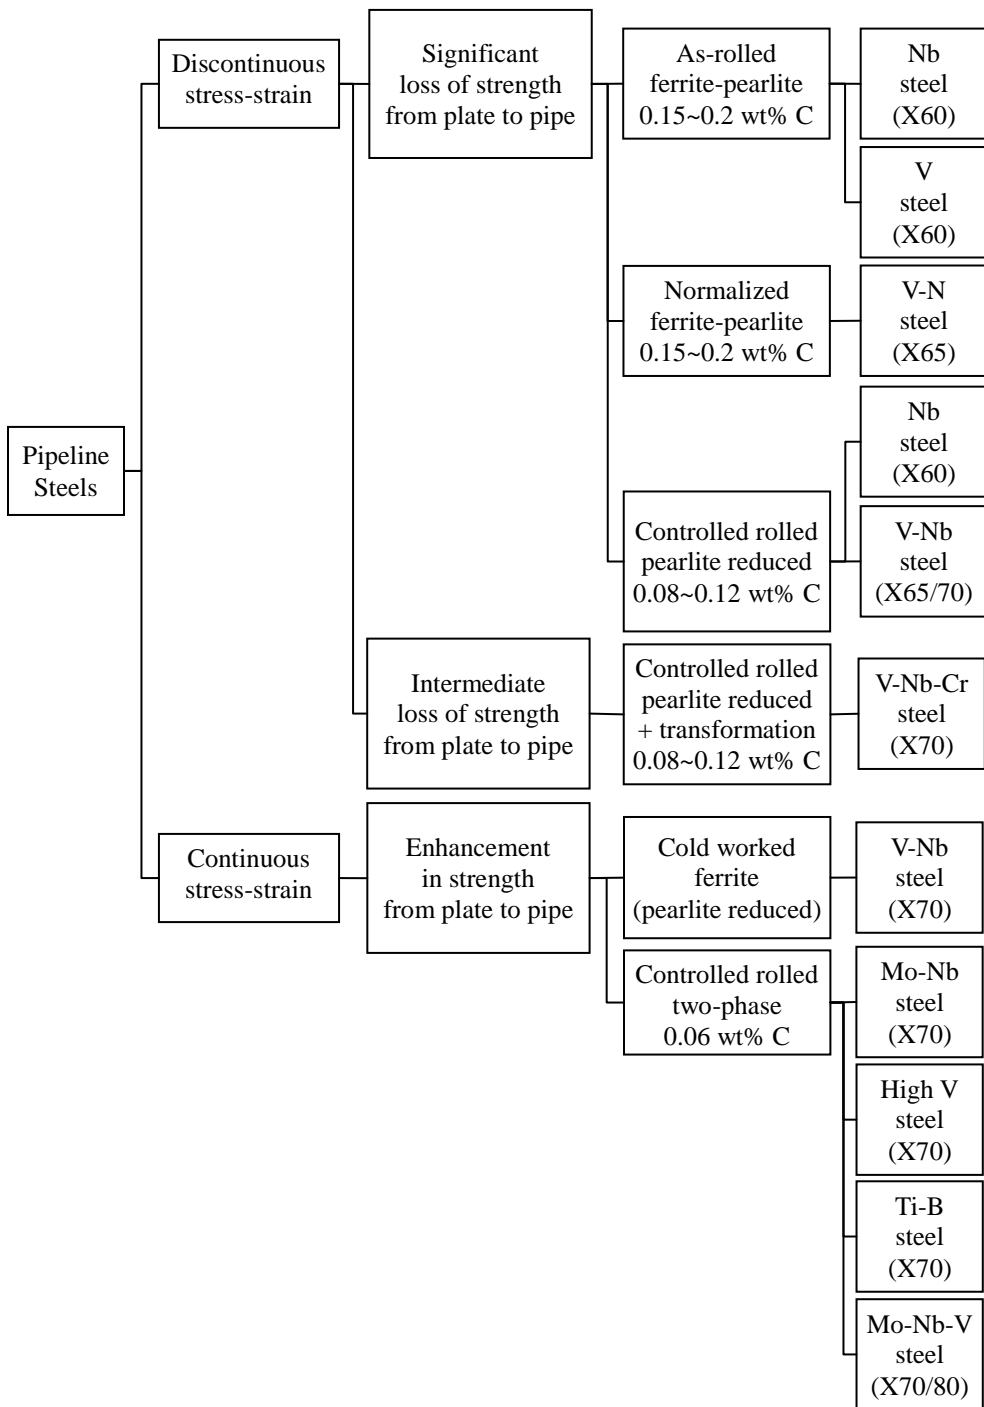 Pipeline
Steels
Discontinuous
stress-strain
Significant
loss of strength
from plate to pipe
As-rolled
ferrite-pearlite
0.15~0.2 wt% C
Nb
steel
(X60)
V
steel
(X60)
Normalized
ferrite-pearlite
0.15~0.2 wt% C
V-N
steel
(X65)
Controlled rolled
pearlite reduced
0.08~0.12 wt% C
Nb
steel
(X60)
V-Nb
steel
(X65/70)
Intermediate
loss of strength
from plate to pipe
Controlled rolled
pearlite reduced
+ transformation
0.08~0.12 wt% C
V-Nb-Cr
steel
(X70)
Continuous
stress-strain
Enhancement
in strength
from plate to pipe
Cold worked
ferrite
(pearlite reduced)
V-Nb
steel
(X70)
Controlled rolled
two-phase
0.06 wt% C
Mo-Nb
steel
(X70)
High V
steel
(X70)
Ti-B
steel
(X70)
Mo-Nb-V
steel
(X70/80)